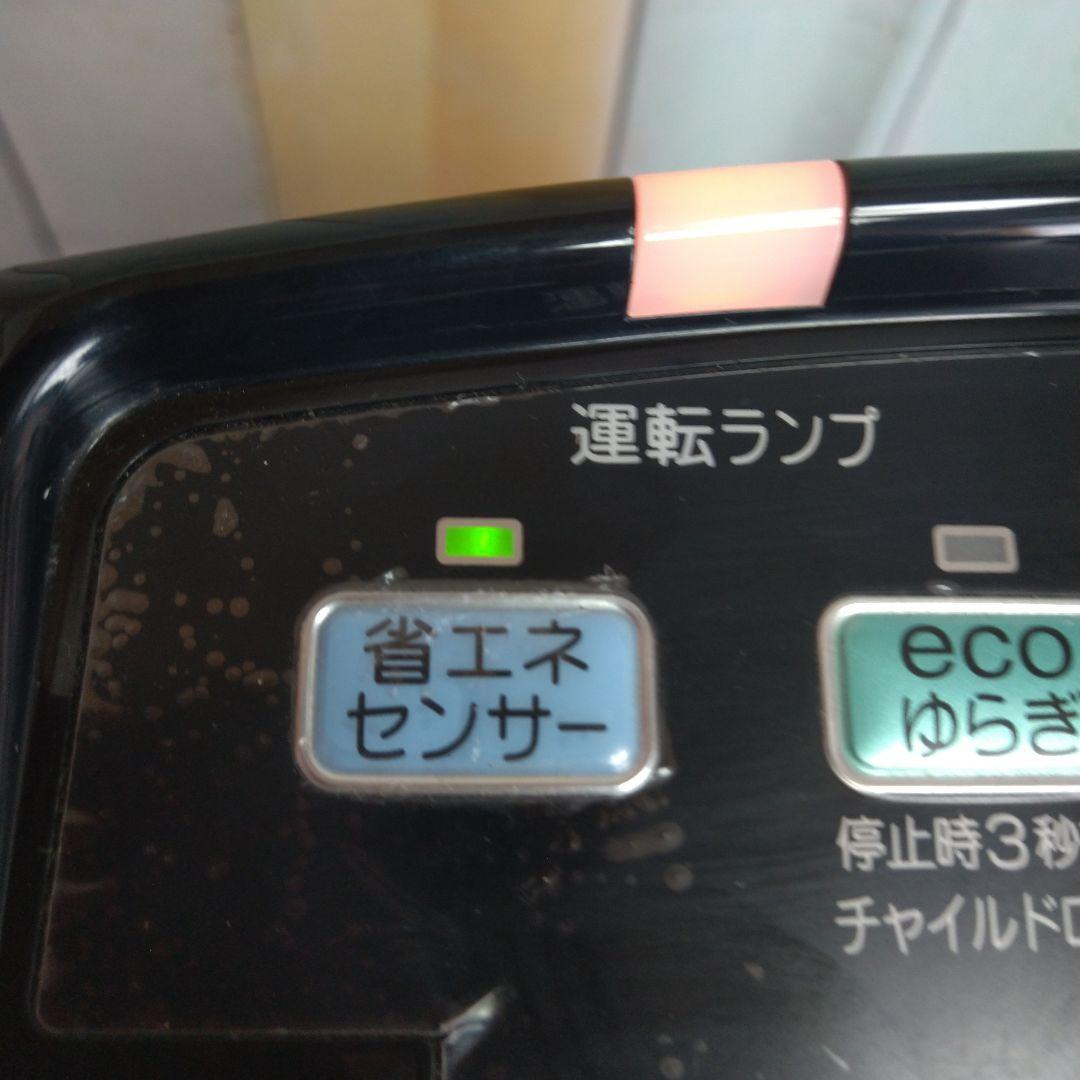 運転ランプ
省エネ
センサー
eco
ゆらぎ
停止時3秒
チャイルドロ